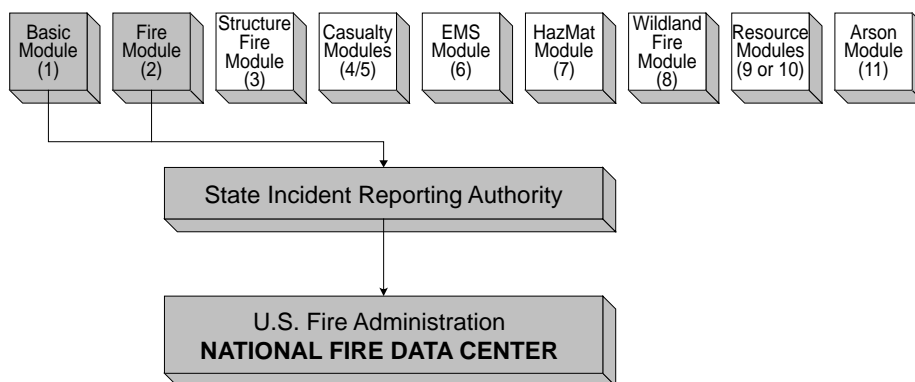 Basic
Module
(1)
Fire
Module
(2)
Structure
Fire
Module
(3)
Casualty
Modules
(4/5)
EMS
Module
(6)
HazMat
Module
(7)
Wildland
Fire
Module
(8)
Resource
Modules
(9 or 10)
Arson
Module
(11)
State Incident Reporting Authority
U.S. Fire Administration
NATIONAL FIRE DATA CENTER